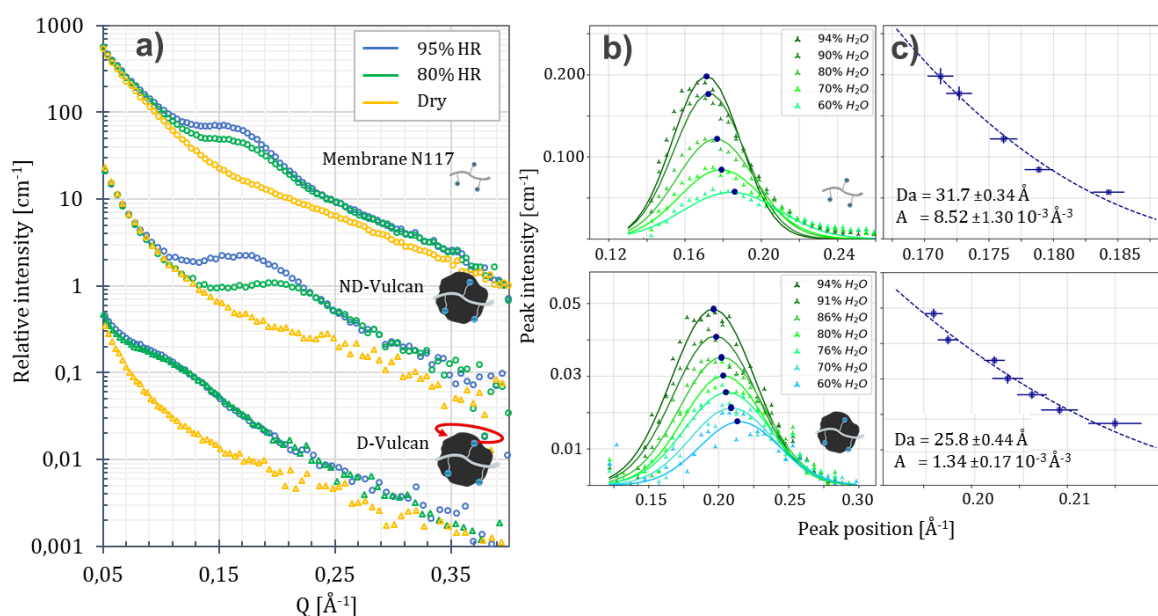 a)
95% HR
80% HR
Dry
Membrane N117
ND-Vulcan
D-Vulcan
Relative intensity [cm⁻¹]
1000
100
10
1
0,1
0,01
0,001
0,05
0,15
0,25
0,35
Q [Å⁻¹]
b)
94% H₂O
90% H₂O
80% H₂O
70% H₂O
60% H₂O
0.200
0.100
0.12
0.16
0.20
0.24
Peak intensity [cm⁻¹]
94% H₂O
91% H₂O
86% H₂O
80% H₂O
76% H₂O
70% H₂O
60% H₂O
0.05
0.03
0.01
0.15
0.20
0.25
0.30
c)
Da = 31.7 ±0.34 Å
A = 8.52 ±1.30 10⁻³ Å⁻³
0.170
0.175
0.180
0.185
Da = 25.8 ±0.44 Å
A = 1.34 ±0.17 10⁻³ Å⁻³
0.20
0.21
Peak position [Å⁻¹]